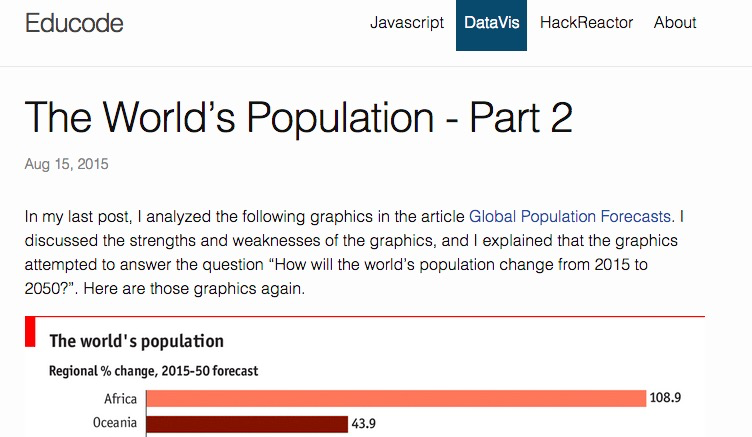 Educode
Javascript DataVis HackReactor About
The World’s Population - Part 2
Aug 15, 2015
In my last post, I analyzed the following graphics in the article Global Population Forecasts. I
discussed the strengths and weaknesses of the graphics, and I explained that the graphics
attempted to answer the question “How will the world’s population change from 2015 to
2050?”. Here are those graphics again.
The world's population
Regional % change, 2015-50 forecast
Africa 108.9
Oceania 43.9